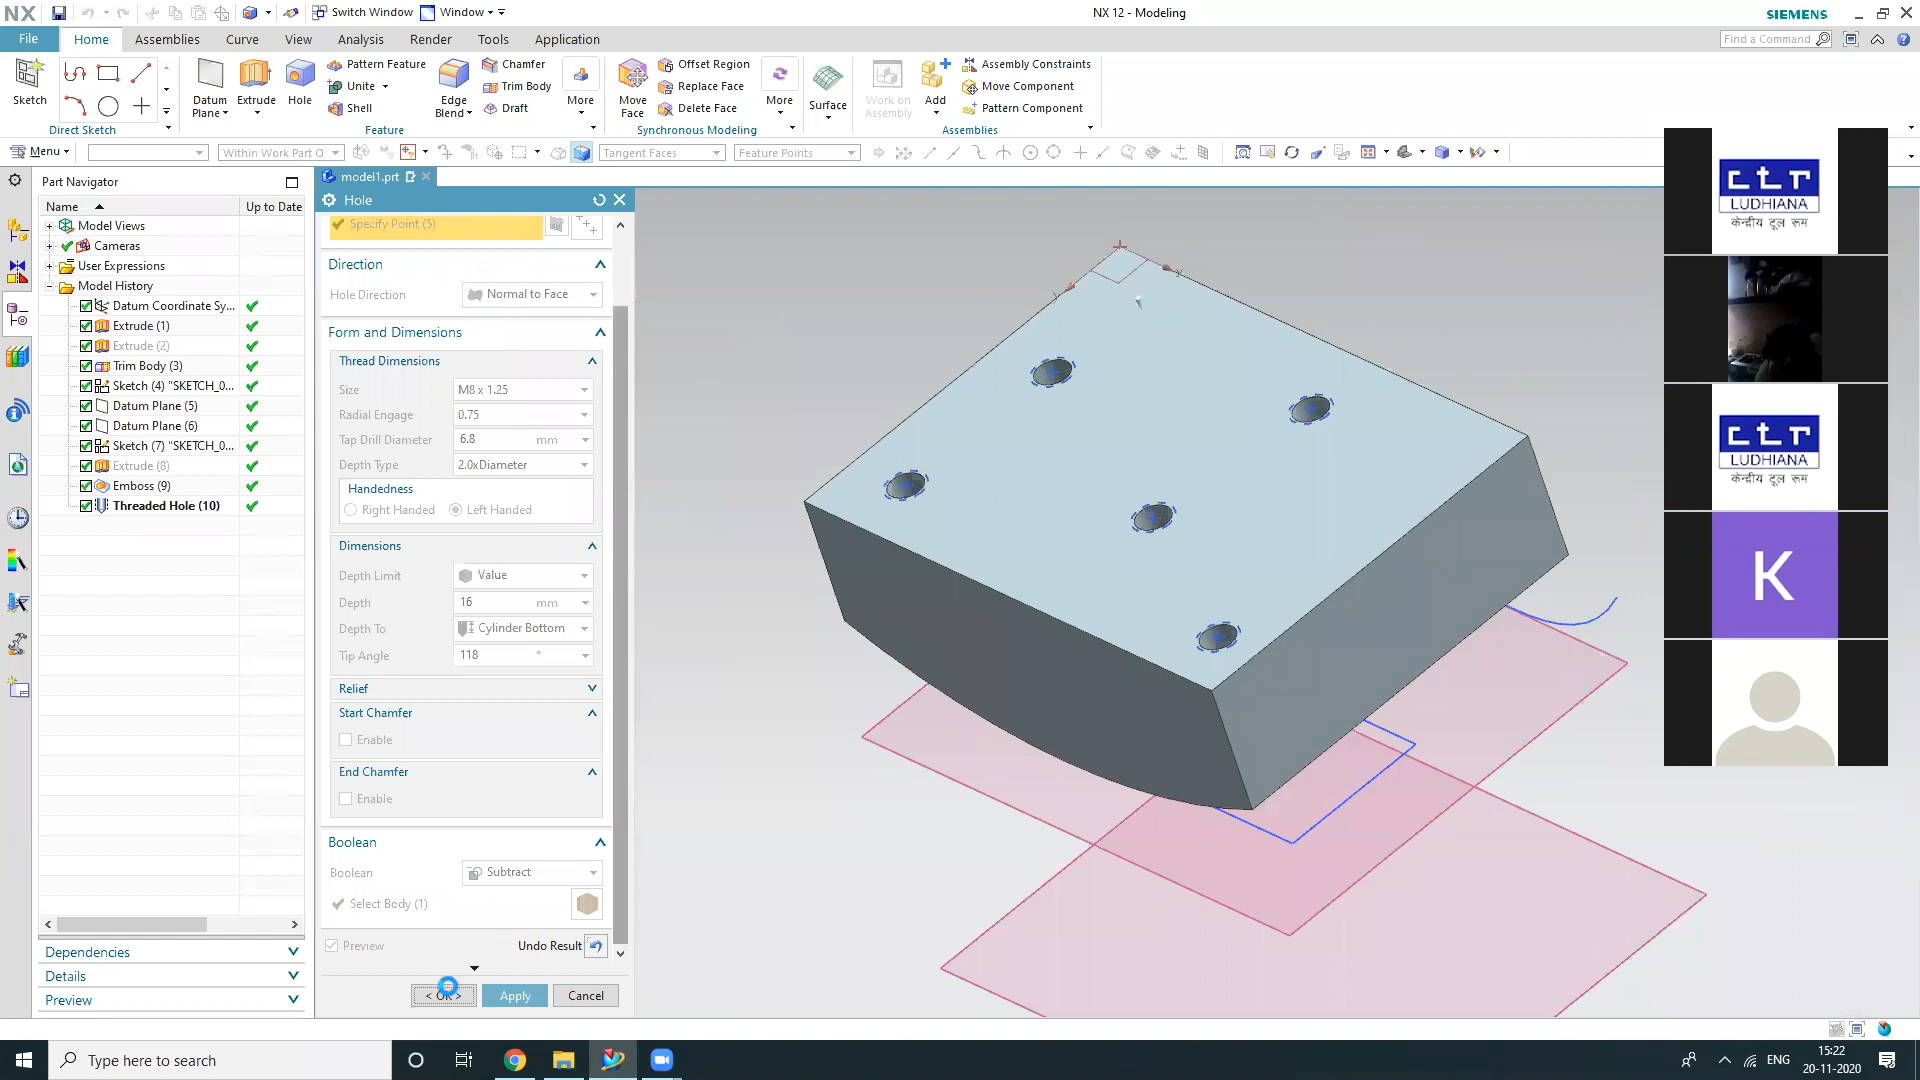 NX
Switch Window
Window
NX 12 - Modeling
SIEMENS
File
Home
Assemblies
Curve
View
Analysis
Render
Tools
Application
Find a Command
Sketch
Direct Sketch
Datum Plane
Extrude
Hole
Pattern Feature
Unite
Shell
Edge Blend
Chamfer
Trim Body
Draft
More
Feature
Move Face
Offset Region
Replace Face
Delete Face
More
Synchronous Modeling
Surface
Work on Assembly
Add
Assembly Constraints
Move Component
Pattern Component
Assemblies
Menu
Within Work Part O
Tangent Faces
Feature Points
Part Navigator
Name
Up to Date
Model Views
Cameras
User Expressions
Model History
Datum Coordinate Sy...
Extrude (1)
Extrude (2)
Trim Body (3)
Sketch (4) "SKETCH_0...
Datum Plane (5)
Datum Plane (6)
Sketch (7) "SKETCH_0...
Extrude (8)
Emboss (9)
Threaded Hole (10)
Dependencies
Details
Preview
model1.prt
Hole
Specify Point (5)
Direction
Hole Direction
Normal to Face
Form and Dimensions
Thread Dimensions
Size
M8 x 1.25
Radial Engage
0.75
Tap Drill Diameter
6.8 mm
Depth Type
2.0xDiameter
Handedness
Right Handed
Left Handed
Dimensions
Depth Limit
Value
Depth
16 mm
Depth To
Cylinder Bottom
Tip Angle
118 °
Relief
Start Chamfer
Enable
End Chamfer
Enable
Boolean
Boolean
Subtract
Select Body (1)
Preview
Undo Result
< OK >
Apply
Cancel
X
Y
CTR
LUDHIANA
केन्द्रीय टूल रूम
CTR
LUDHIANA
केन्द्रीय टूल रूम
K
Type here to search
ENG
15:22
20-11-2020